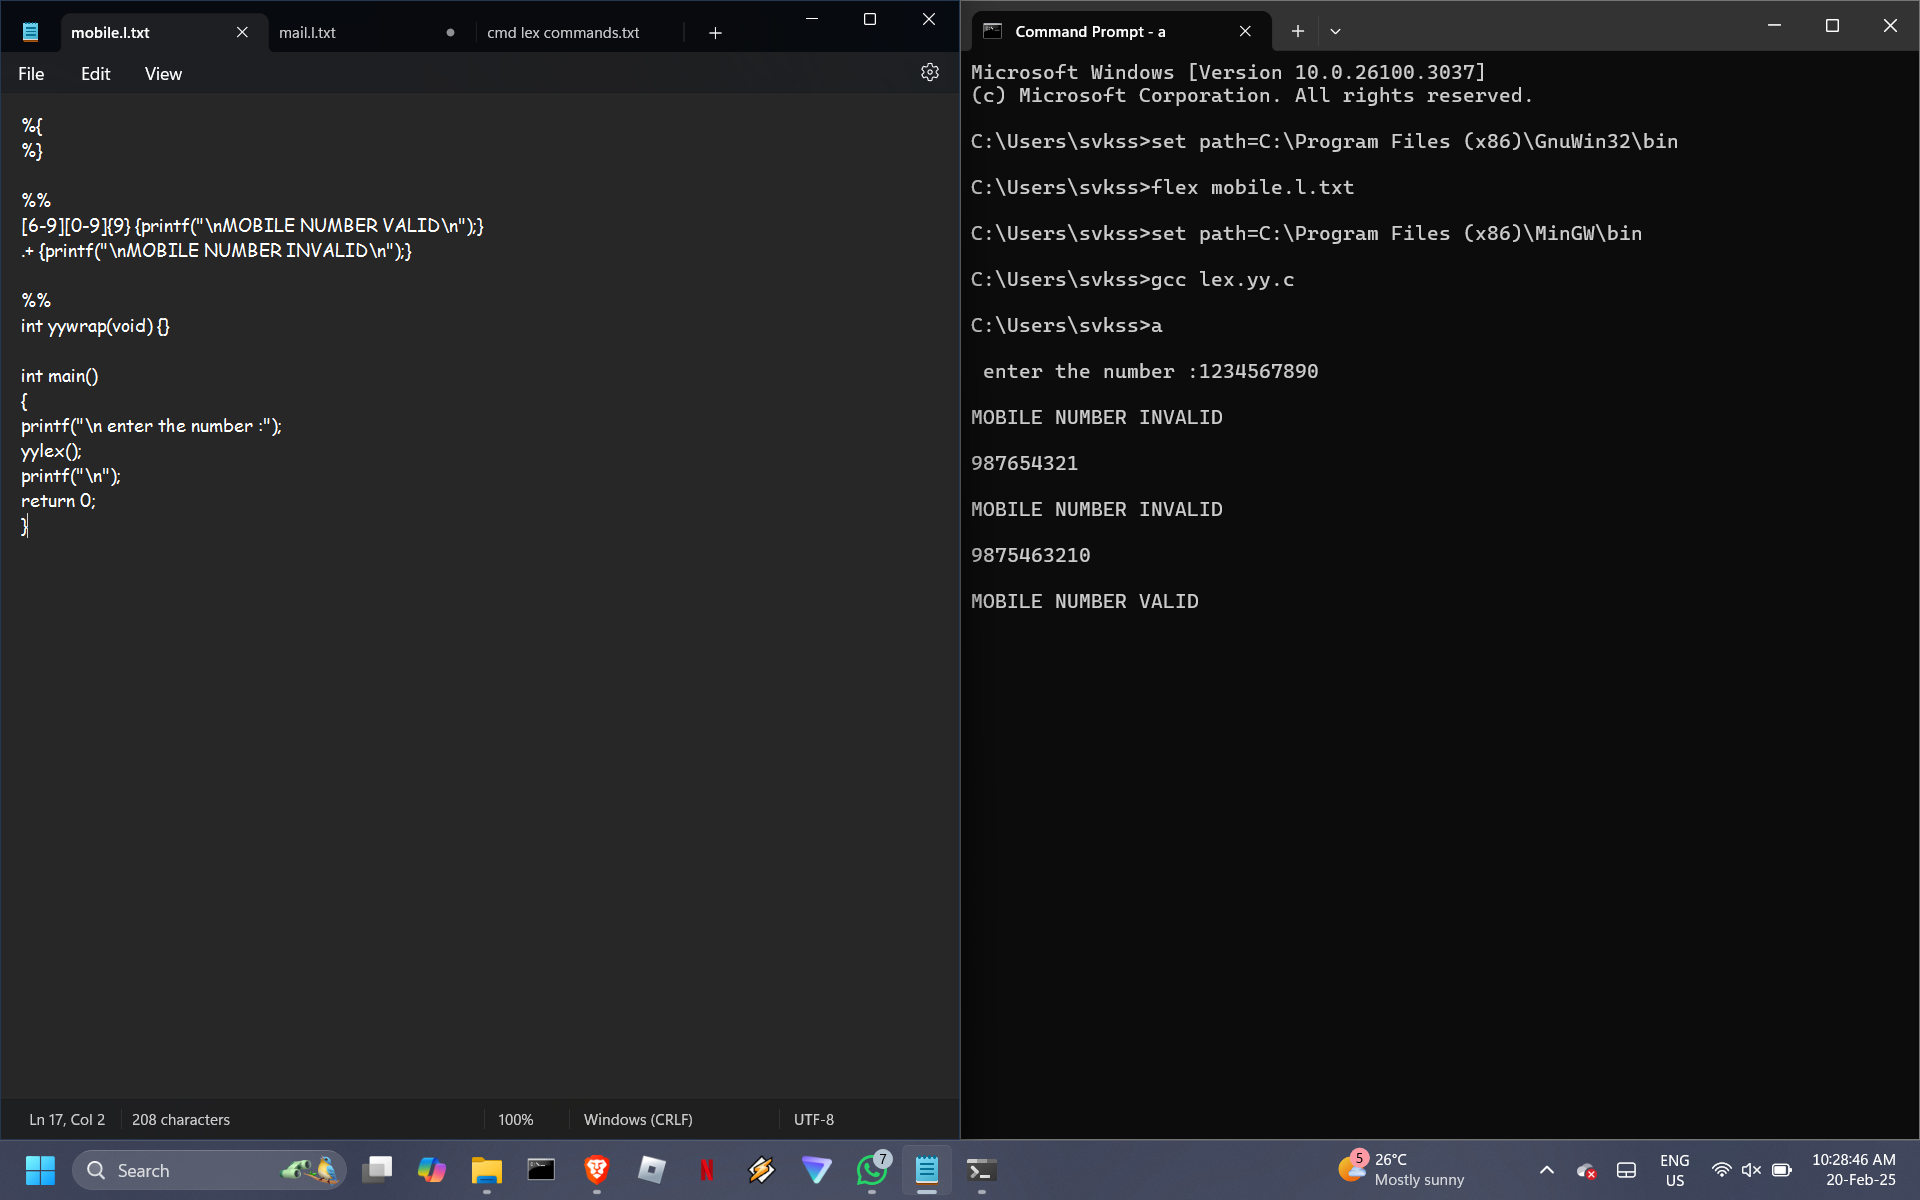 mobile.l.txt
mail.l.txt
cmd lex commands.txt
File Edit View
%{
%}
%%
[6-9][0-9]{9} {printf("\nMOBILE NUMBER VALID\n");}
.+ {printf("\nMOBILE NUMBER INVALID\n");}
%%
int yywrap(void) {}
int main()
{
printf("\n enter the number :");
yylex();
printf("\n");
return 0;
}
Ln 17, Col 2 208 characters 100% Windows (CRLF) UTF-8
Command Prompt - a
Microsoft Windows [Version 10.0.26100.3037]
(c) Microsoft Corporation. All rights reserved.
C:\Users\svkss>set path=C:\Program Files (x86)\GnuWin32\bin
C:\Users\svkss>flex mobile.l.txt
C:\Users\svkss>set path=C:\Program Files (x86)\MinGW\bin
C:\Users\svkss>gcc lex.yy.c
C:\Users\svkss>a
enter the number :1234567890
MOBILE NUMBER INVALID
987654321
MOBILE NUMBER INVALID
9875463210
MOBILE NUMBER VALID
Search
7
5
26°C
Mostly sunny
ENG
US
10:28:46 AM
20-Feb-25